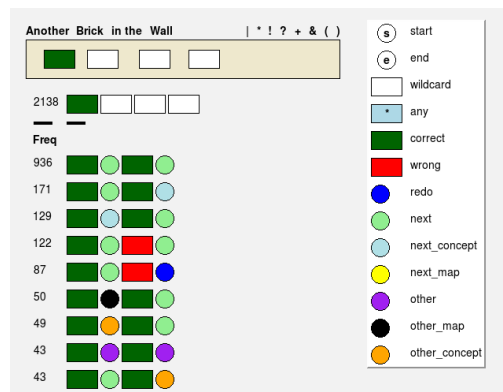 Another Brick in the Wall | * ! ? + & ( )
2138
Freq
936
171
129
122
87
50
49
43
43
s start
e end
wildcard
* any
correct
wrong
redo
next
next_concept
next_map
other
other_map
other_concept